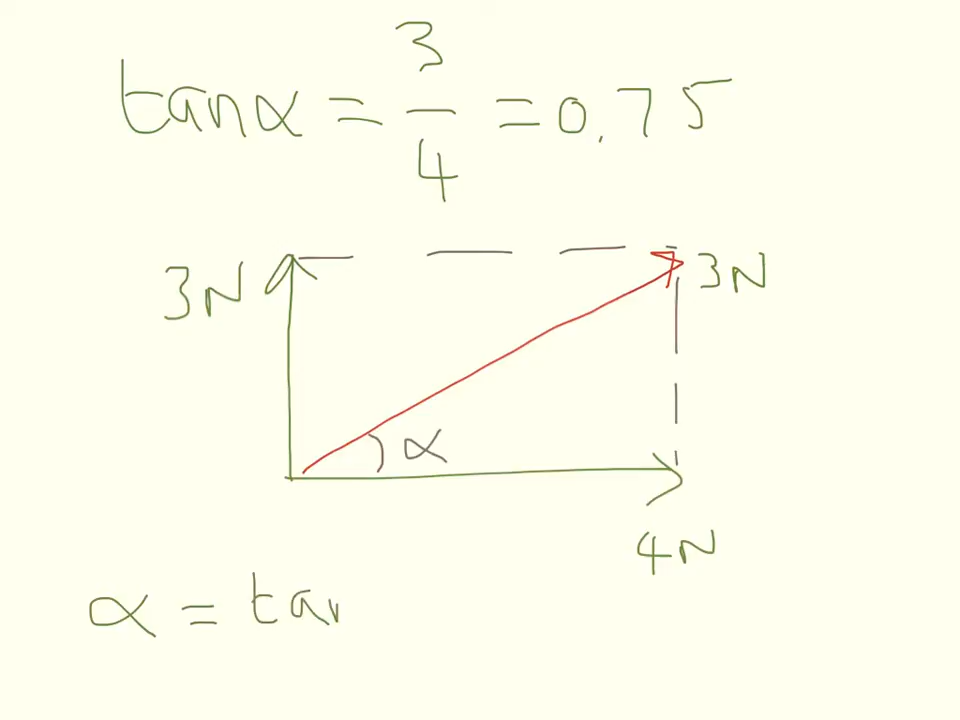 tanα = 3/4 = 0.75
3N
3N
α
4N
α = tan